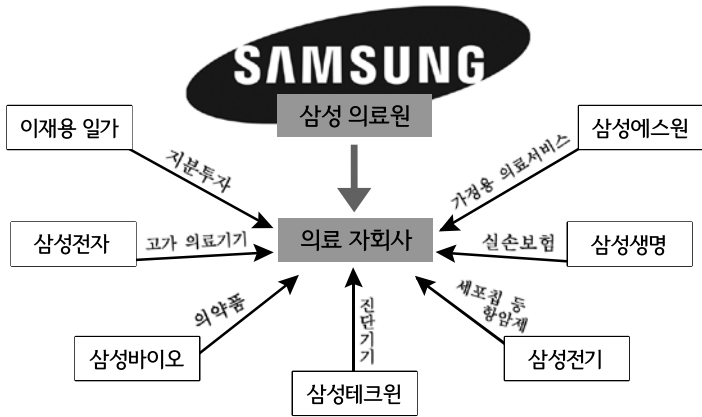 SAMSUNG
삼성 의료원
이재용 일가
삼성에스원
지분투자
가정용 의료서비스
삼성전자
고가 의료기기
의료 자회사
실손보험
삼성생명
의약품
진단기기
세포칩 등
항암제
삼성바이오
삼성테크윈
삼성전기